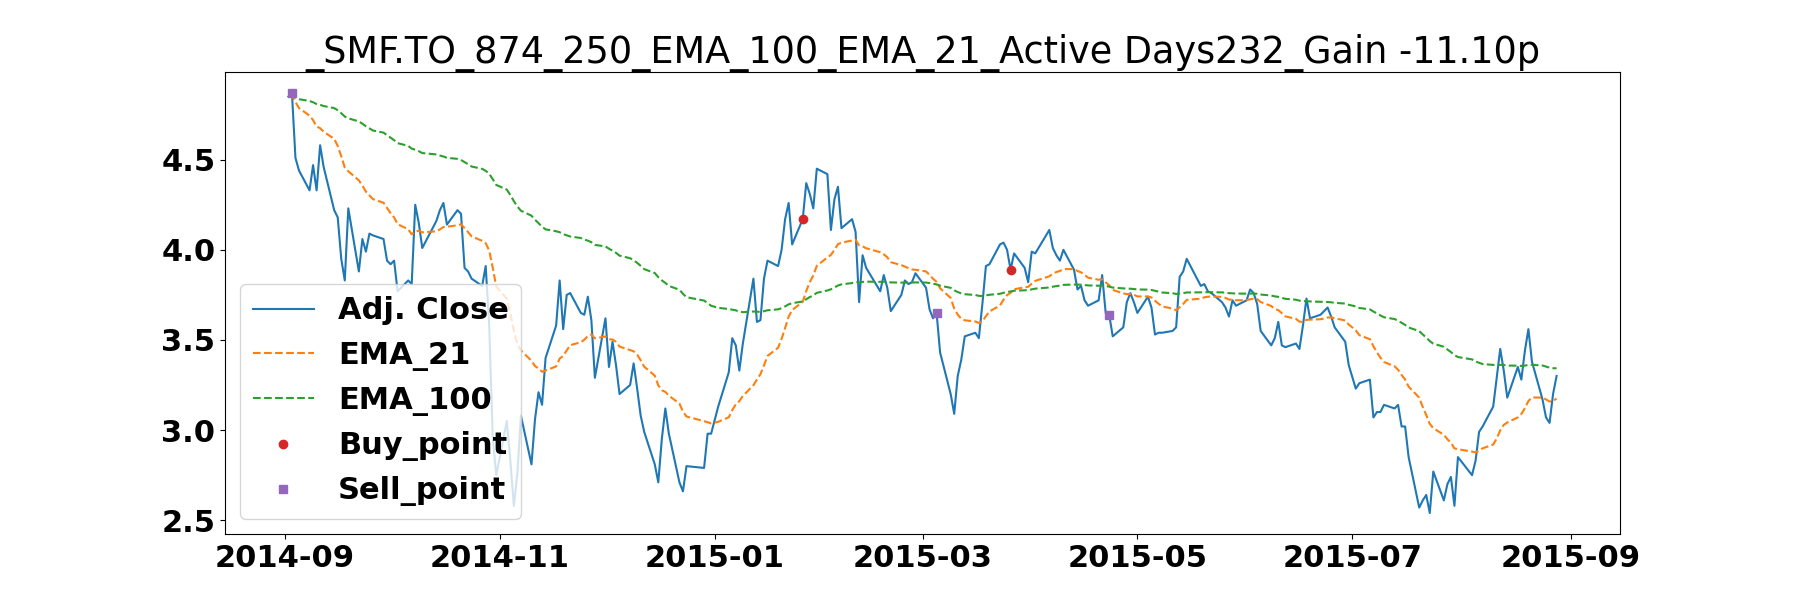 _SMF.TO_874_250_EMA_100_EMA_21_Active Days232_Gain -11.10p
4.5
4.0
3.5
3.0
2.5
Adj. Close
EMA_21
EMA_100
Buy_point
Sell_point
2014-09 2014-11 2015-01 2015-03 2015-05 2015-07 2015-09